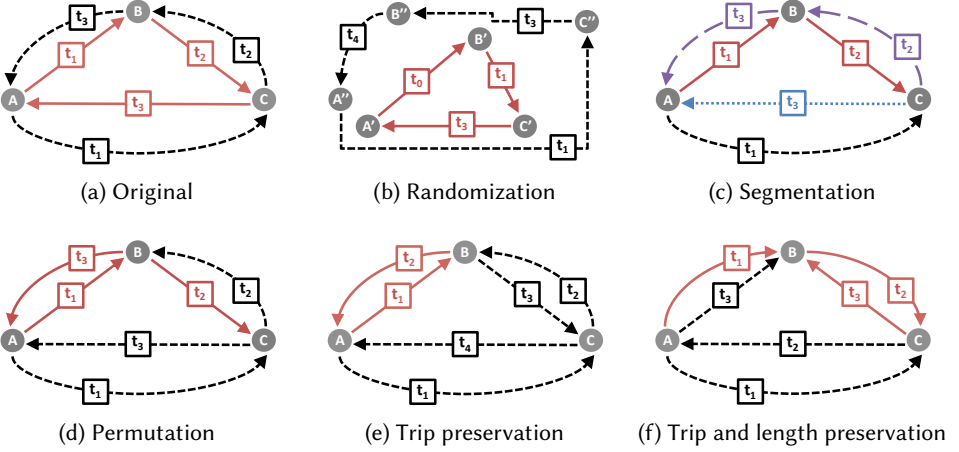 B
t₃
t₁
t₂
t₂
A
t₃
C
t₁
(a) Original
B''
t₃
C''
t₄
B'
t₀
t₁
A''
A'
t₃
C'
t₁
(b) Randomization
B
t₃
t₁
t₂
t₂
A
t₃
C
t₁
(c) Segmentation
B
t₃
t₁
t₂
t₂
A
t₃
C
t₁
(d) Permutation
B
t₂
t₁
t₃
t₂
A
t₄
C
t₁
(e) Trip preservation
B
t₁
t₃
t₃
t₂
A
t₂
C
t₁
(f) Trip and length preservation